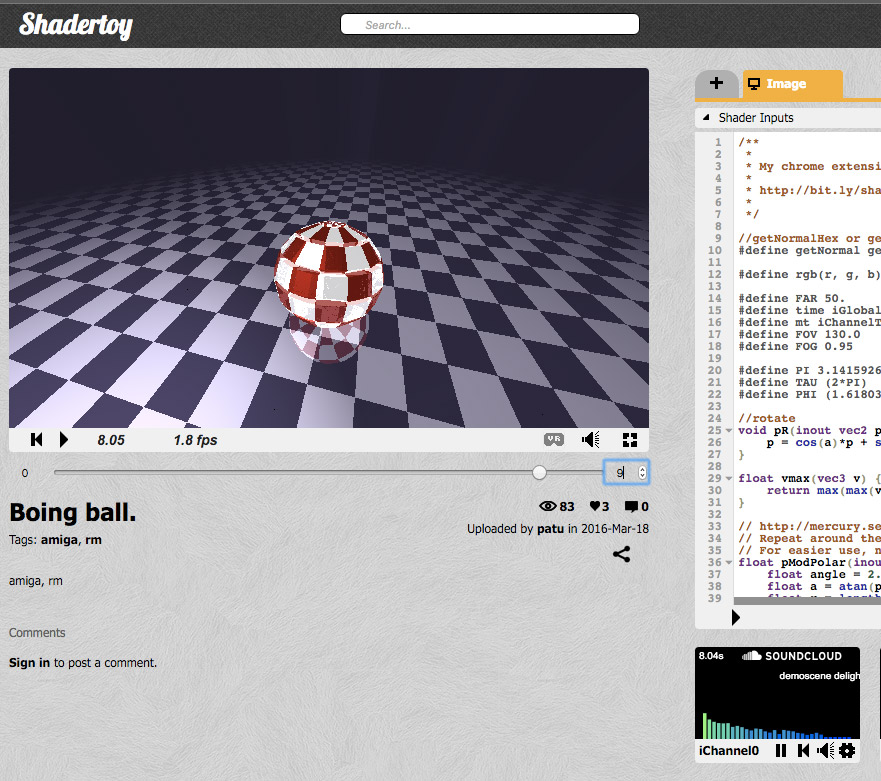 Shadertoy
Search...
+
Image
Shader Inputs
1 /**
2 *
3 * My chrome extensi
4 *
5 * http://bit.ly/sha
6 *
7 */
8
9 //getNormalHex or ge
10 #define getNormal ge
11
12 #define rgb(r, g, b)
13
14 #define FAR 50.
15 #define time iGlobal
16 #define mt iChannelT
17 #define FOV 130.0
18 #define FOG 0.95
19
20 #define PI 3.1415926
21 #define TAU (2*PI)
22 #define PHI (1.61803
23
24 //rotate
25 void pR(inout vec2 p
26 p = cos(a)*p + s
27 }
28
29 float vmax(vec3 v) {
30 return max(max(v
31 }
32
33 // http://mercury.se
34 // Repeat around the
35 // For easier use, n
36 float pModPolar(inou
37 float angle = 2.
38 float a = atan(p
39
8.05 1.8 fps VR
0 9
Boing ball.
83 3 0
Uploaded by patu in 2016-Mar-18
Tags: amiga, rm
amiga, rm
Comments
Sign in to post a comment.
8.04s SOUNDCLOUD
demoscene deligh
iChannel0